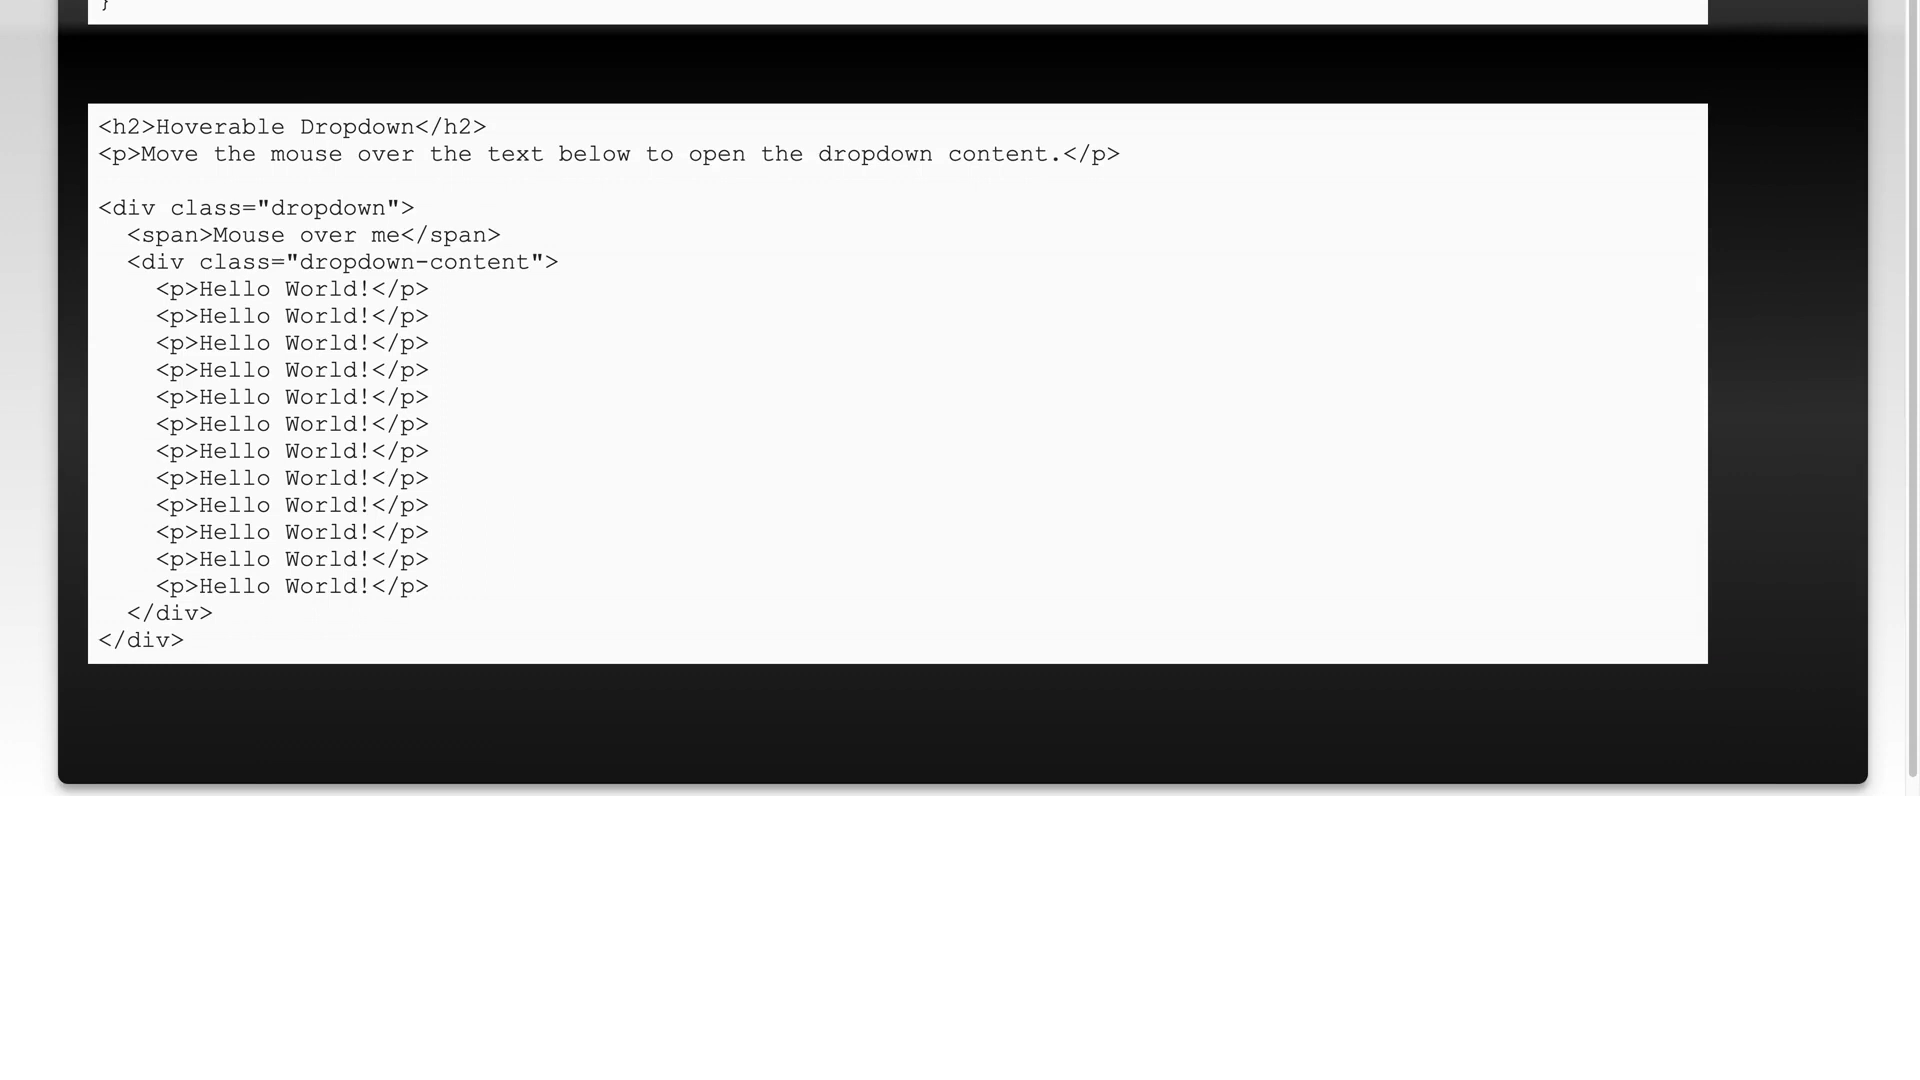 }
<h2>Hoverable Dropdown</h2>
<p>Move the mouse over the text below to open the dropdown content.</p>
<div class="dropdown">
<span>Mouse over me</span>
<div class="dropdown-content">
<p>Hello World!</p>
<p>Hello World!</p>
<p>Hello World!</p>
<p>Hello World!</p>
<p>Hello World!</p>
<p>Hello World!</p>
<p>Hello World!</p>
<p>Hello World!</p>
<p>Hello World!</p>
<p>Hello World!</p>
<p>Hello World!</p>
<p>Hello World!</p>
</div>
</div>